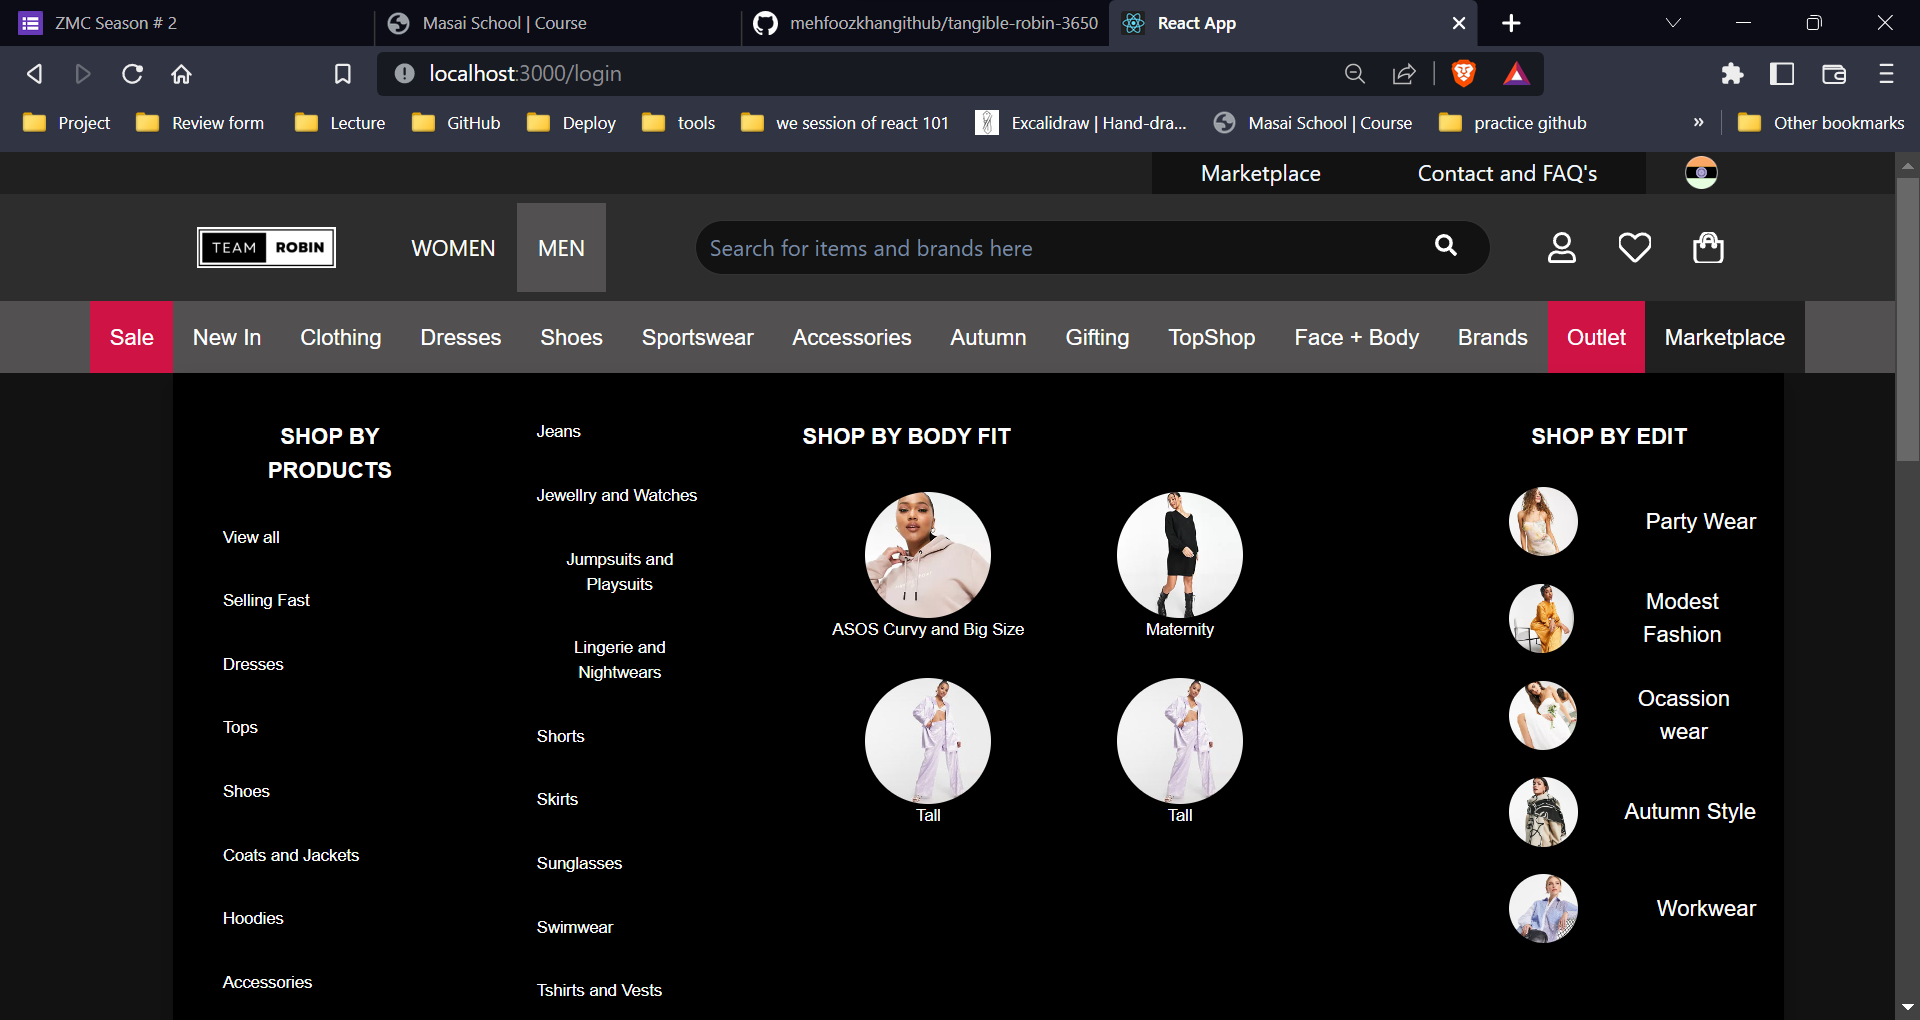 ZMC Season # 2
Masai School | Course
mehfoozkhangithub/tangible-robin-3650
React App
localhost:3000/login
Project
Review form
Lecture
GitHub
Deploy
tools
we session of react 101
Excalidraw | Hand-dra...
Masai School | Course
practice github
»
Other bookmarks
Marketplace
Contact and FAQ's
TEAM ROBIN
WOMEN
MEN
Search for items and brands here
Sale
New In
Clothing
Dresses
Shoes
Sportswear
Accessories
Autumn
Gifting
TopShop
Face + Body
Brands
Outlet
Marketplace
SHOP BY
PRODUCTS
View all
Selling Fast
Dresses
Tops
Shoes
Coats and Jackets
Hoodies
Accessories
Jeans
Jewellry and Watches
Jumpsuits and
Playsuits
Lingerie and
Nightwears
Shorts
Skirts
Sunglasses
Swimwear
Tshirts and Vests
SHOP BY BODY FIT
ASOS Curvy and Big Size
Maternity
Tall
Tall
SHOP BY EDIT
Party Wear
Modest
Fashion
Ocassion
wear
Autumn Style
Workwear